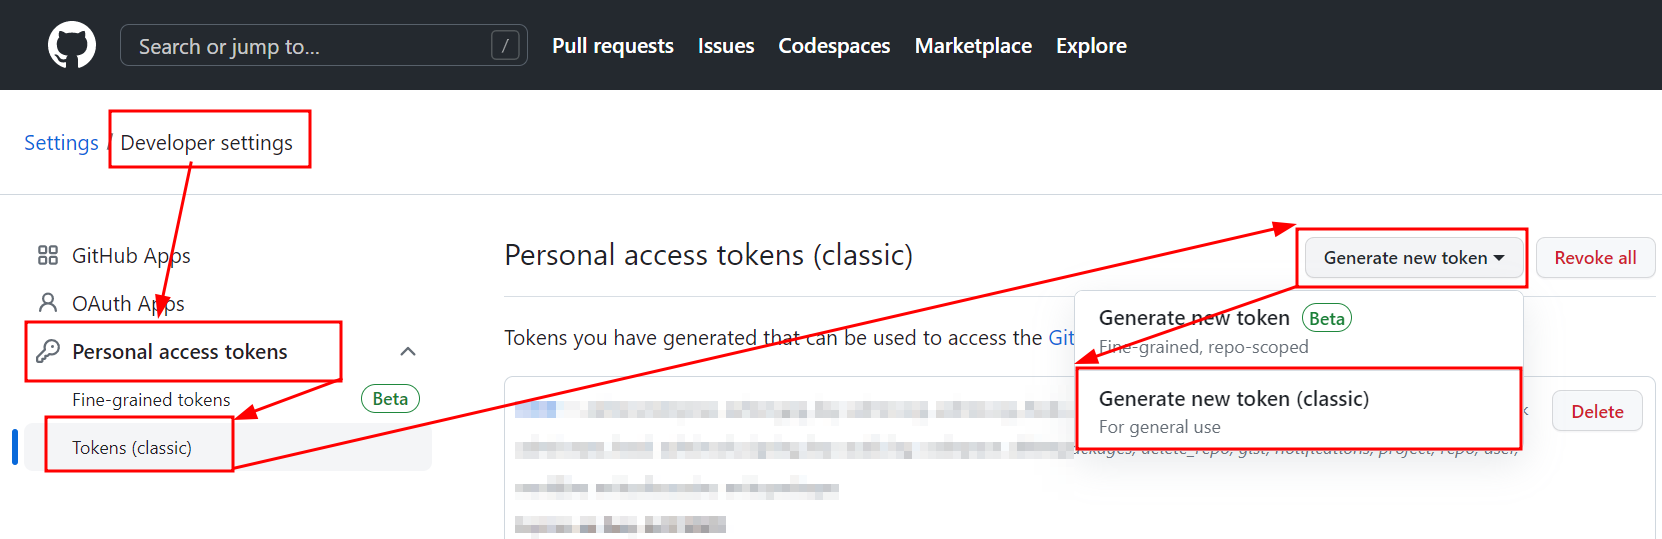 Search or jump to... /
Pull requests Issues Codespaces Marketplace Explore
Settings / Developer settings
GitHub Apps
OAuth Apps
Personal access tokens
Fine-grained tokens Beta
Tokens (classic)
Personal access tokens (classic)
Generate new token
Revoke all
Tokens you have generated that can be used to access the
Generate new token Beta
Fine-grained, repo-scoped
Generate new token (classic)
For general use
Delete
delete_repo, gist, notifications, project, repo, user,